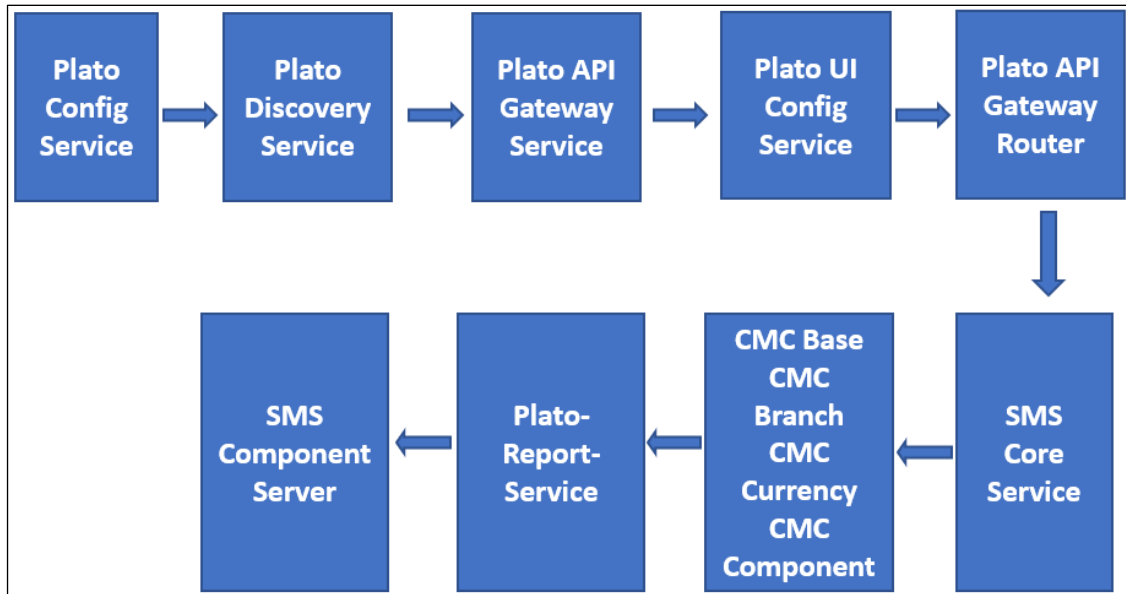 Plato
Config
Service
Plato
Discovery
Service
Plato API
Gateway
Service
Plato UI
Config
Service
Plato API
Gateway
Router
SMS
Component
Server
Plato-
Report-
Service
CMC Base
CMC
Branch
CMC
Currency
CMC
Component
SMS
Core
Service